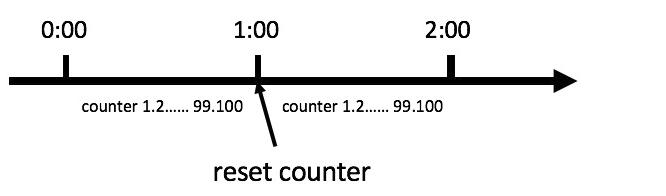 0:00 1:00 2:00
counter 1.2...... 99.100 counter 1.2...... 99.100
reset counter